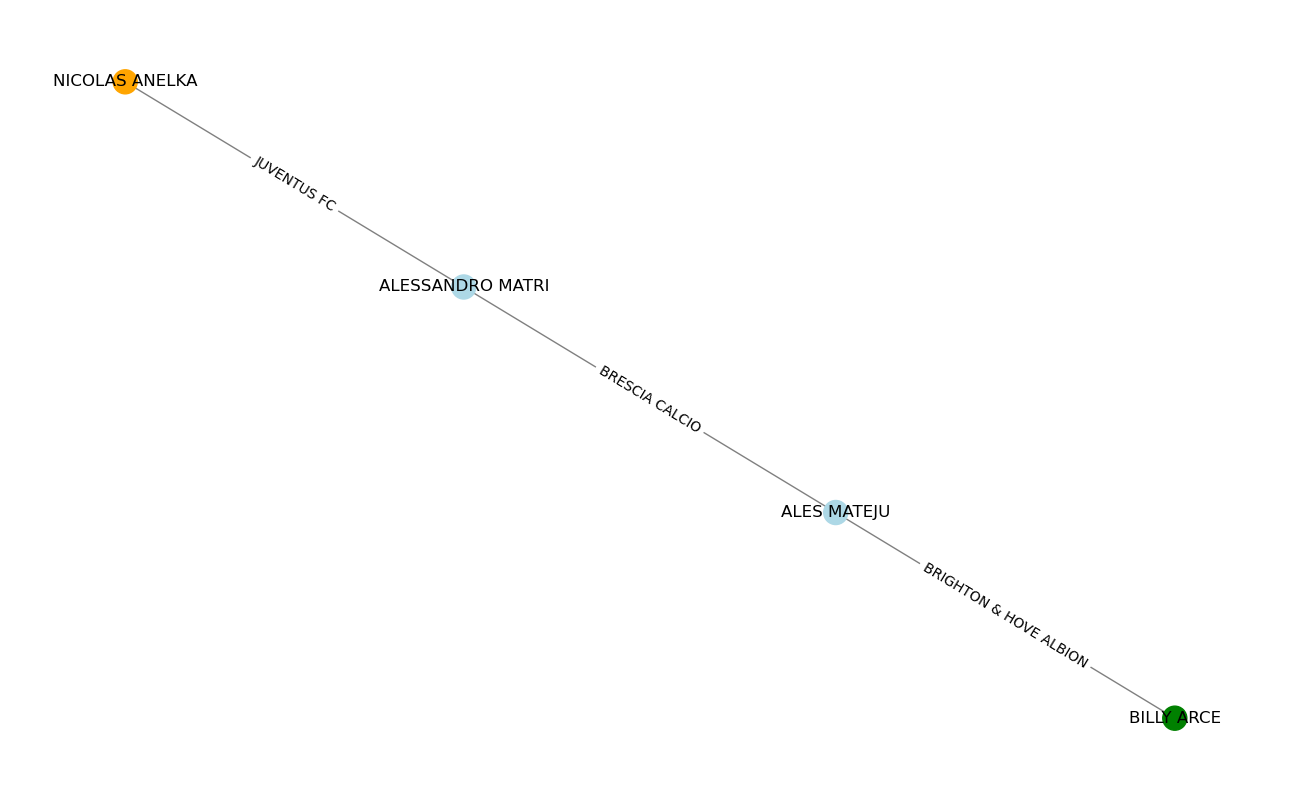 NICOLAS ANELKA
JUVENTUS FC
ALESSANDRO MATRI
BRESCIA CALCIO
ALES MATEJU
BRIGHTON & HOVE ALBION
BILLY ARCE